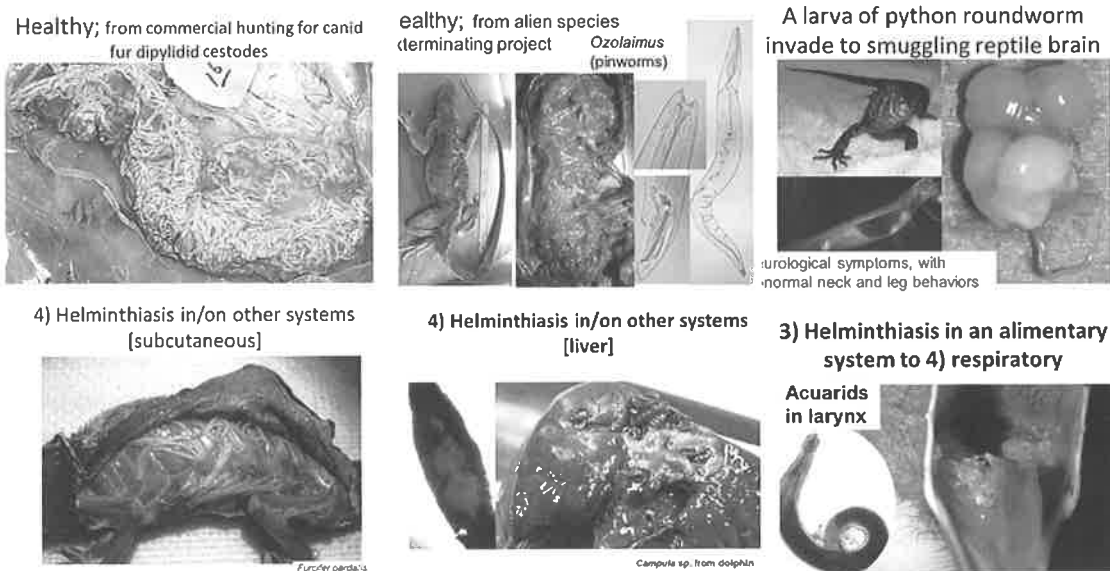 Healthy; from commercial hunting for canid
fur dipylidid cestodes
ealthy; from alien species
terminating project
Ozolaimus
(pinworms)
A larva of python roundworm
invade to smuggling reptile brain
eurological symptoms, with
normal neck and leg behaviors
4) Helminthiasis in/on other systems
[subcutaneous]
Furcifer pardalis
4) Helminthiasis in/on other systems
[liver]
Campula sp. from dolphin
3) Helminthiasis in an alimentary
system to 4) respiratory
Acuarids
in larynx